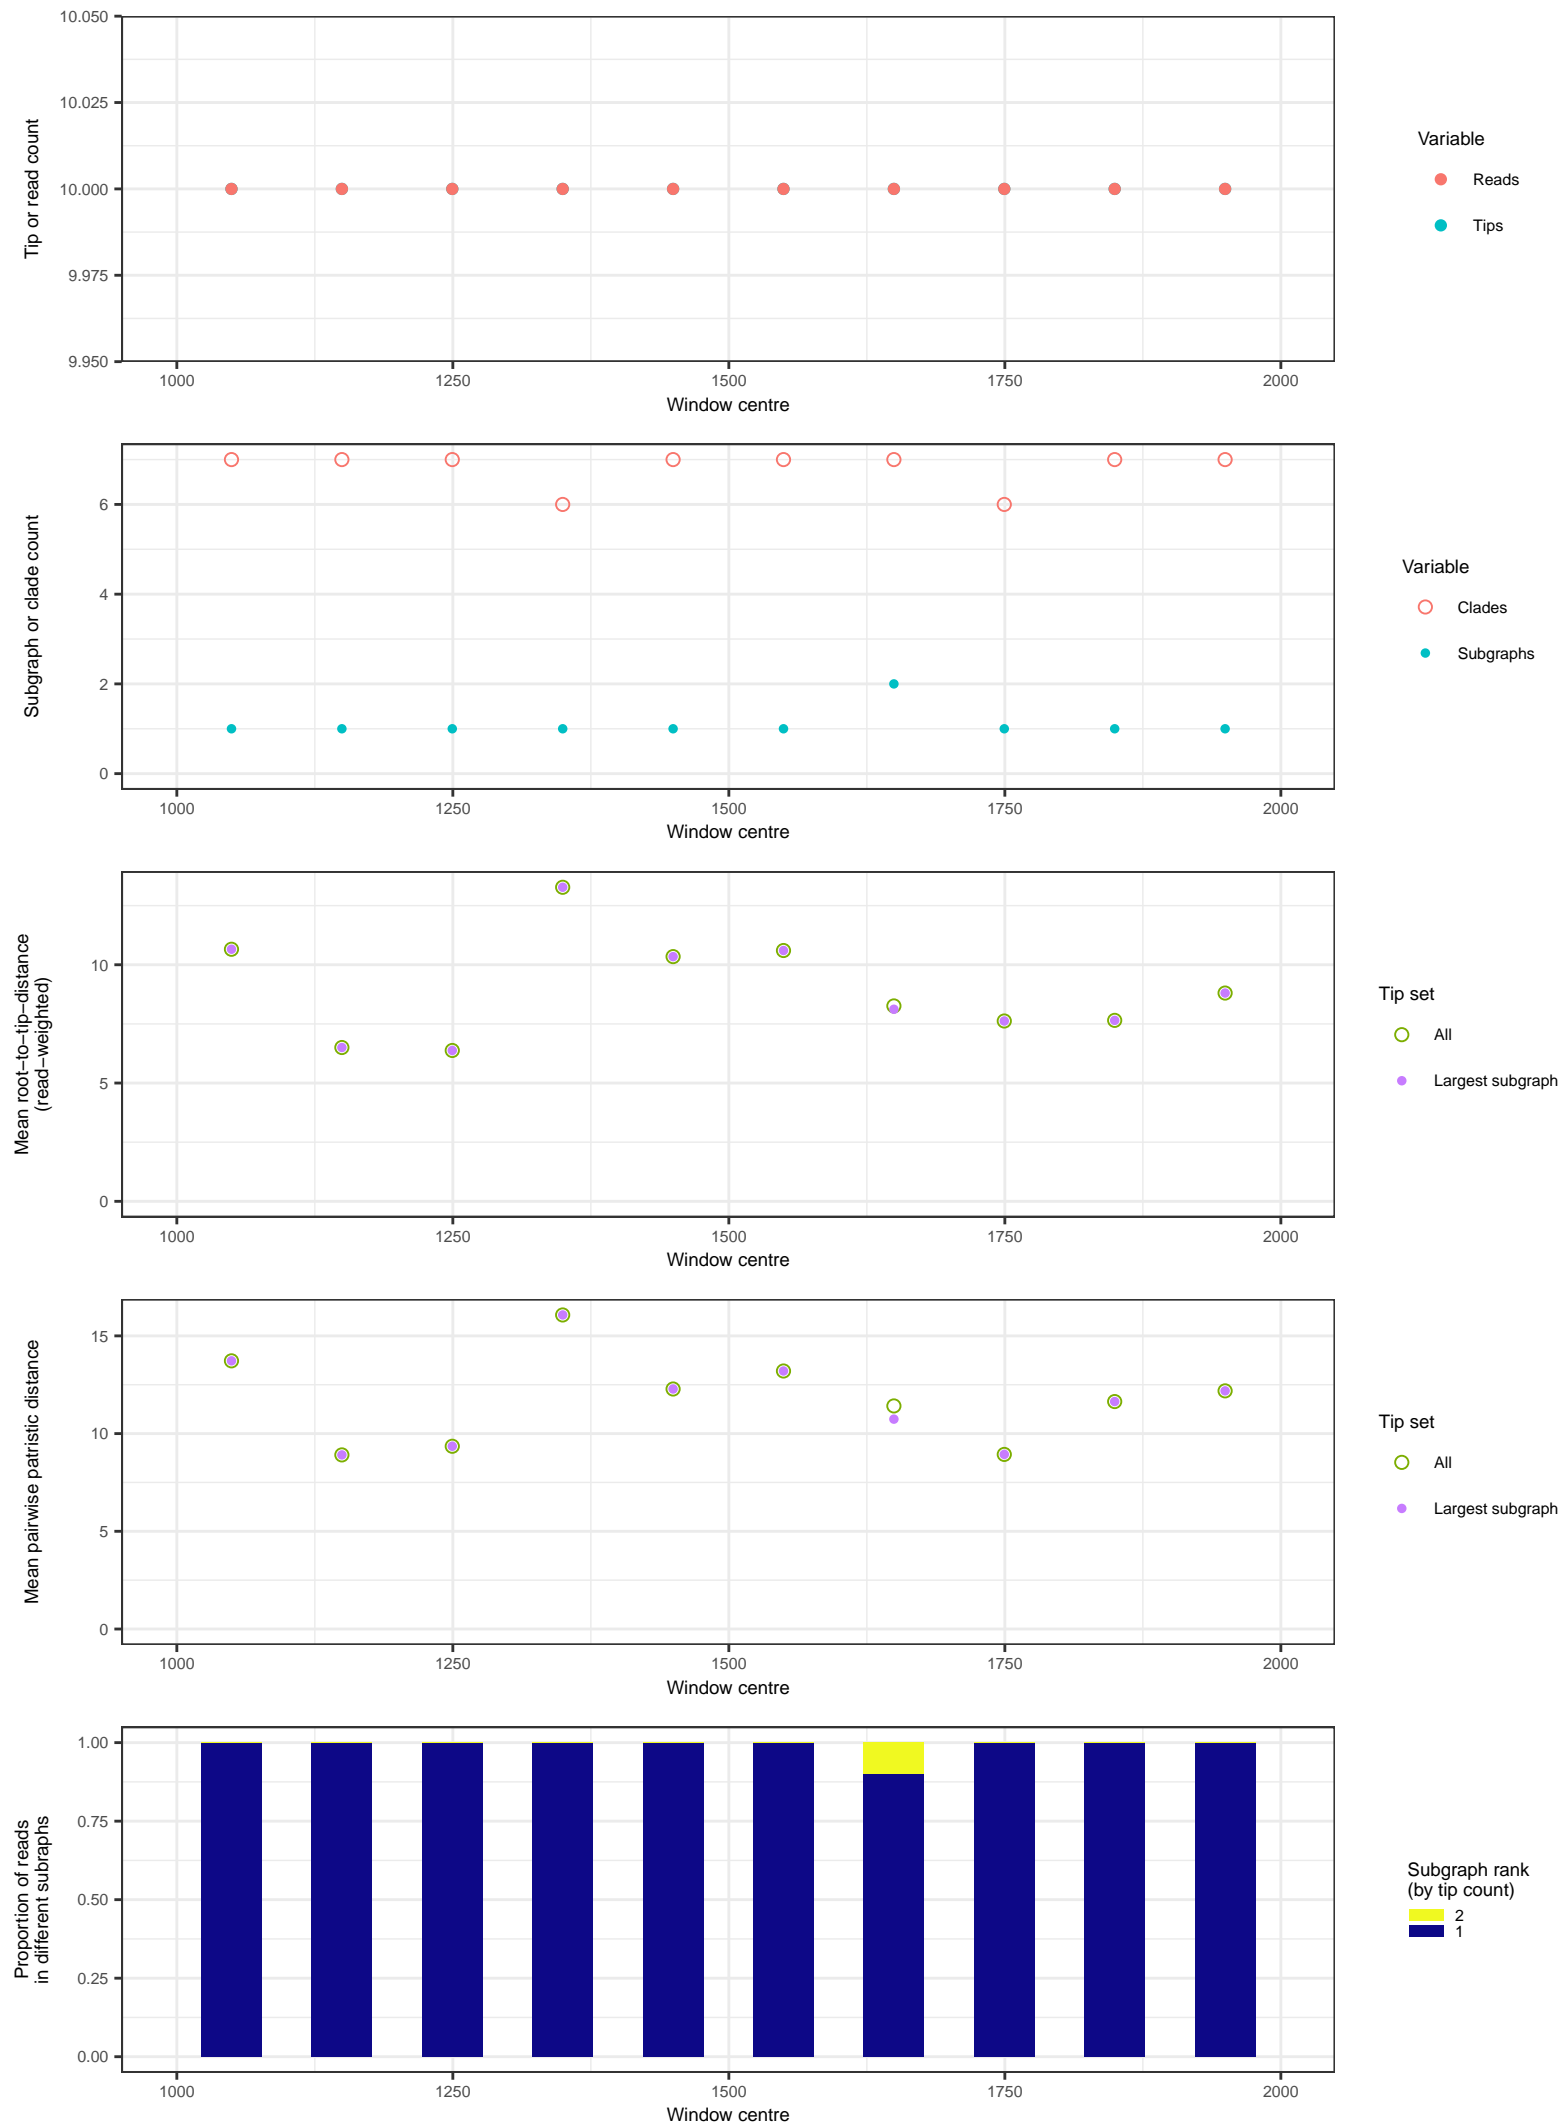 10.050
10.025
10.000
9.975
9.950
Tip or read count
1000
1250
1500
1750
2000
Window centre
Variable
Reads
Tips
6
4
2
0
Subgraph or clade count
1000
1250
1500
1750
2000
Window centre
Variable
Clades
Subgraphs
10
5
0
Mean root−to−tip−distance
(read−weighted)
1000
1250
1500
1750
2000
Window centre
Tip set
All
Largest subgraph
15
10
5
0
Mean pairwise patristic distance
1000
1250
1500
1750
2000
Window centre
Tip set
All
Largest subgraph
1.00
0.75
0.50
0.25
0.00
Proportion of reads
in different subraphs
1000
1250
1500
1750
2000
Window centre
Subgraph rank
(by tip count)
2
1